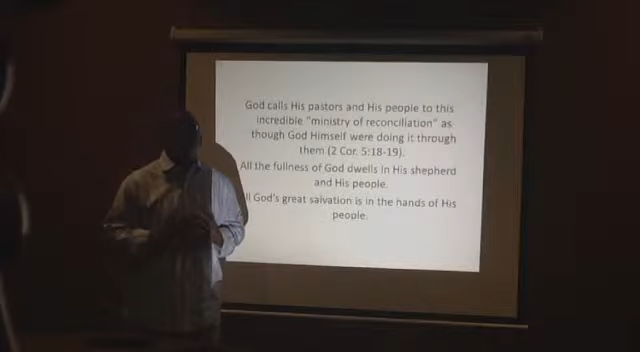 God calls His pastors and His people to this
incredible "ministry of reconciliation" as
though God Himself were doing it through
them (2 Cor. 5:18-19).
All the fullness of God dwells in His shepherd
and His people.
God's great salvation is in the hands of His
people.